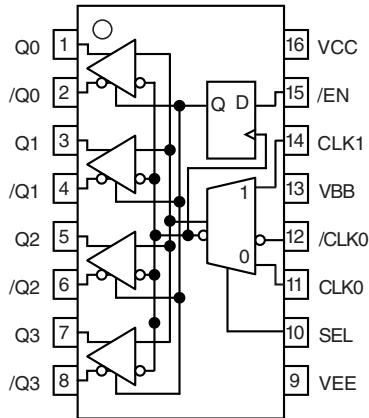 Q0 1
/Q0 2
Q1 3
/Q1 4
Q2 5
/Q2 6
Q3 7
/Q3 8
Q D
1
0
16 VCC
15 /EN
14 CLK1
13 VBB
12 /CLK0
11 CLK0
10 SEL
9 VEE